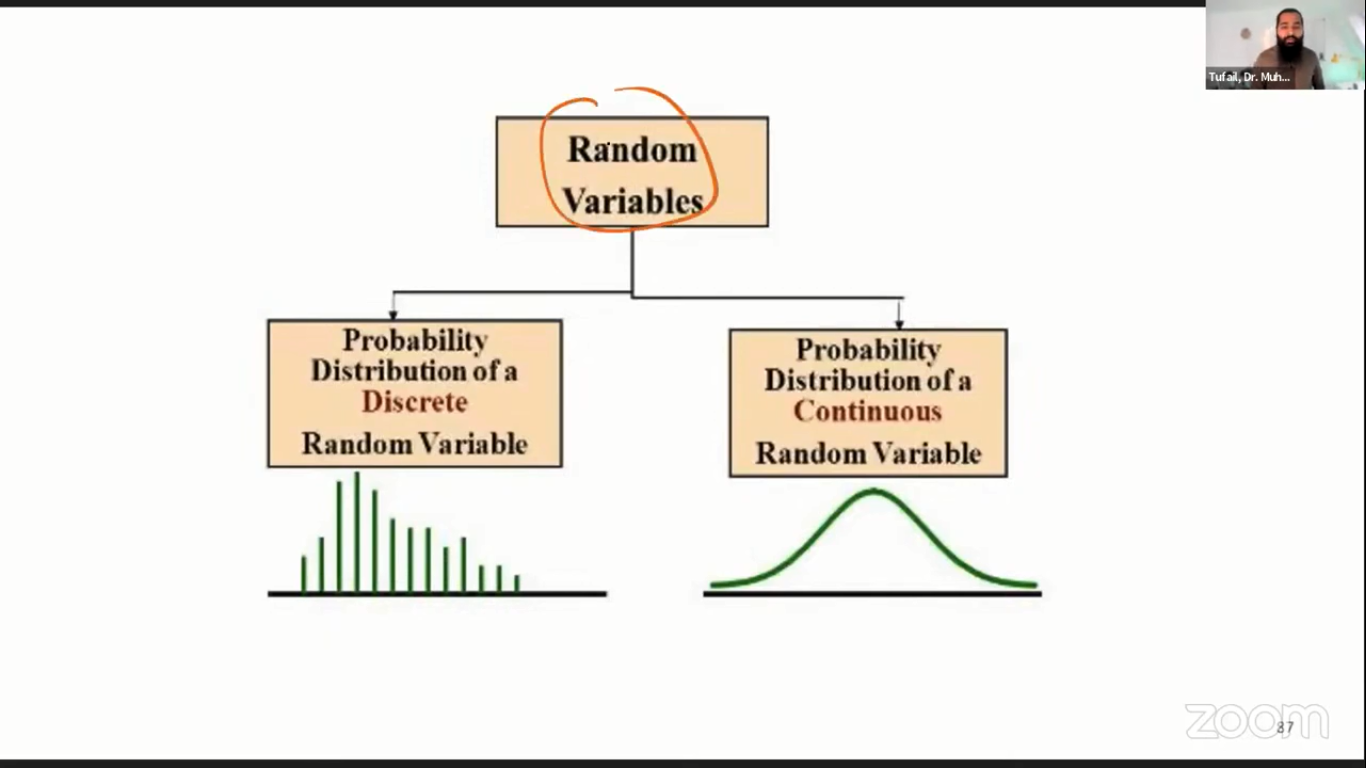 Tufail, Dr. Muh...
Random
Variables
Probability
Distribution of a
Discrete
Random Variable
Probability
Distribution of a
Continuous
Random Variable
zoom
37